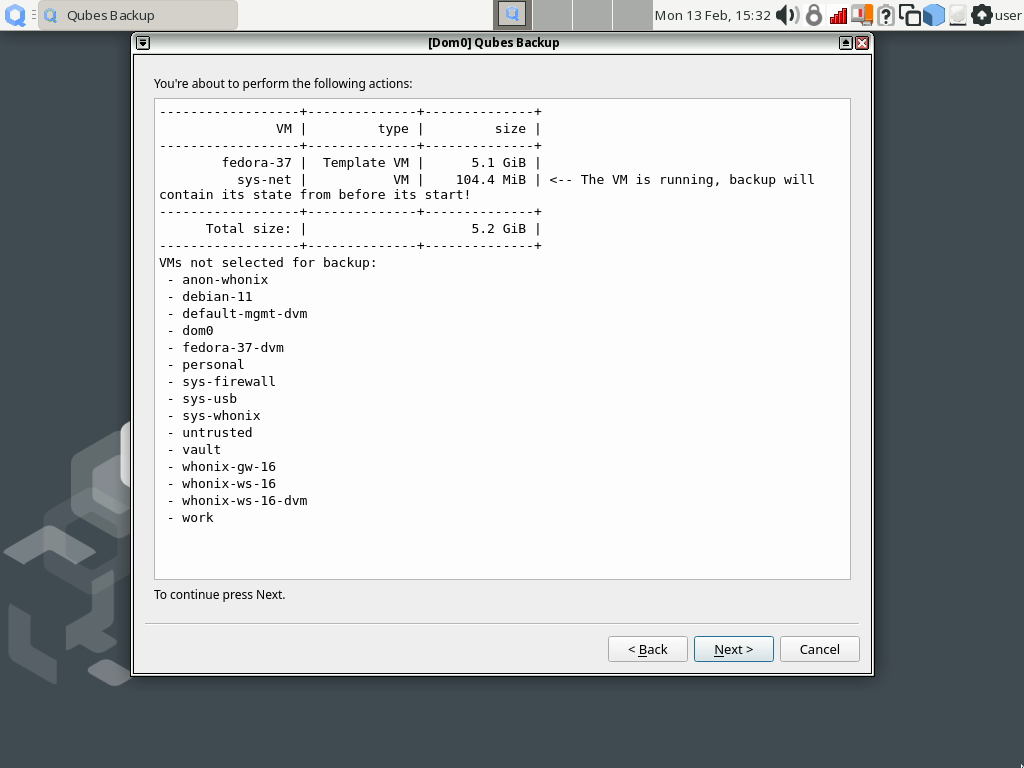 Qubes Backup
Mon 13 Feb, 15:32
user
[Dom0] Qubes Backup
You're about to perform the following actions:
------------------+--------------+--------------+
VM | type | size |
------------------+--------------+--------------+
fedora-37 | Template VM | 5.1 GiB |
sys-net | VM | 104.4 MiB | <-- The VM is running, backup will
contain its state from before its start!
------------------+--------------+--------------+
Total size: | 5.2 GiB |
------------------+--------------+--------------+
VMs not selected for backup:
- anon-whonix
- debian-11
- default-mgmt-dvm
- dom0
- fedora-37-dvm
- personal
- sys-firewall
- sys-usb
- sys-whonix
- untrusted
- vault
- whonix-gw-16
- whonix-ws-16
- whonix-ws-16-dvm
- work
To continue press Next.
< Back
Next >
Cancel